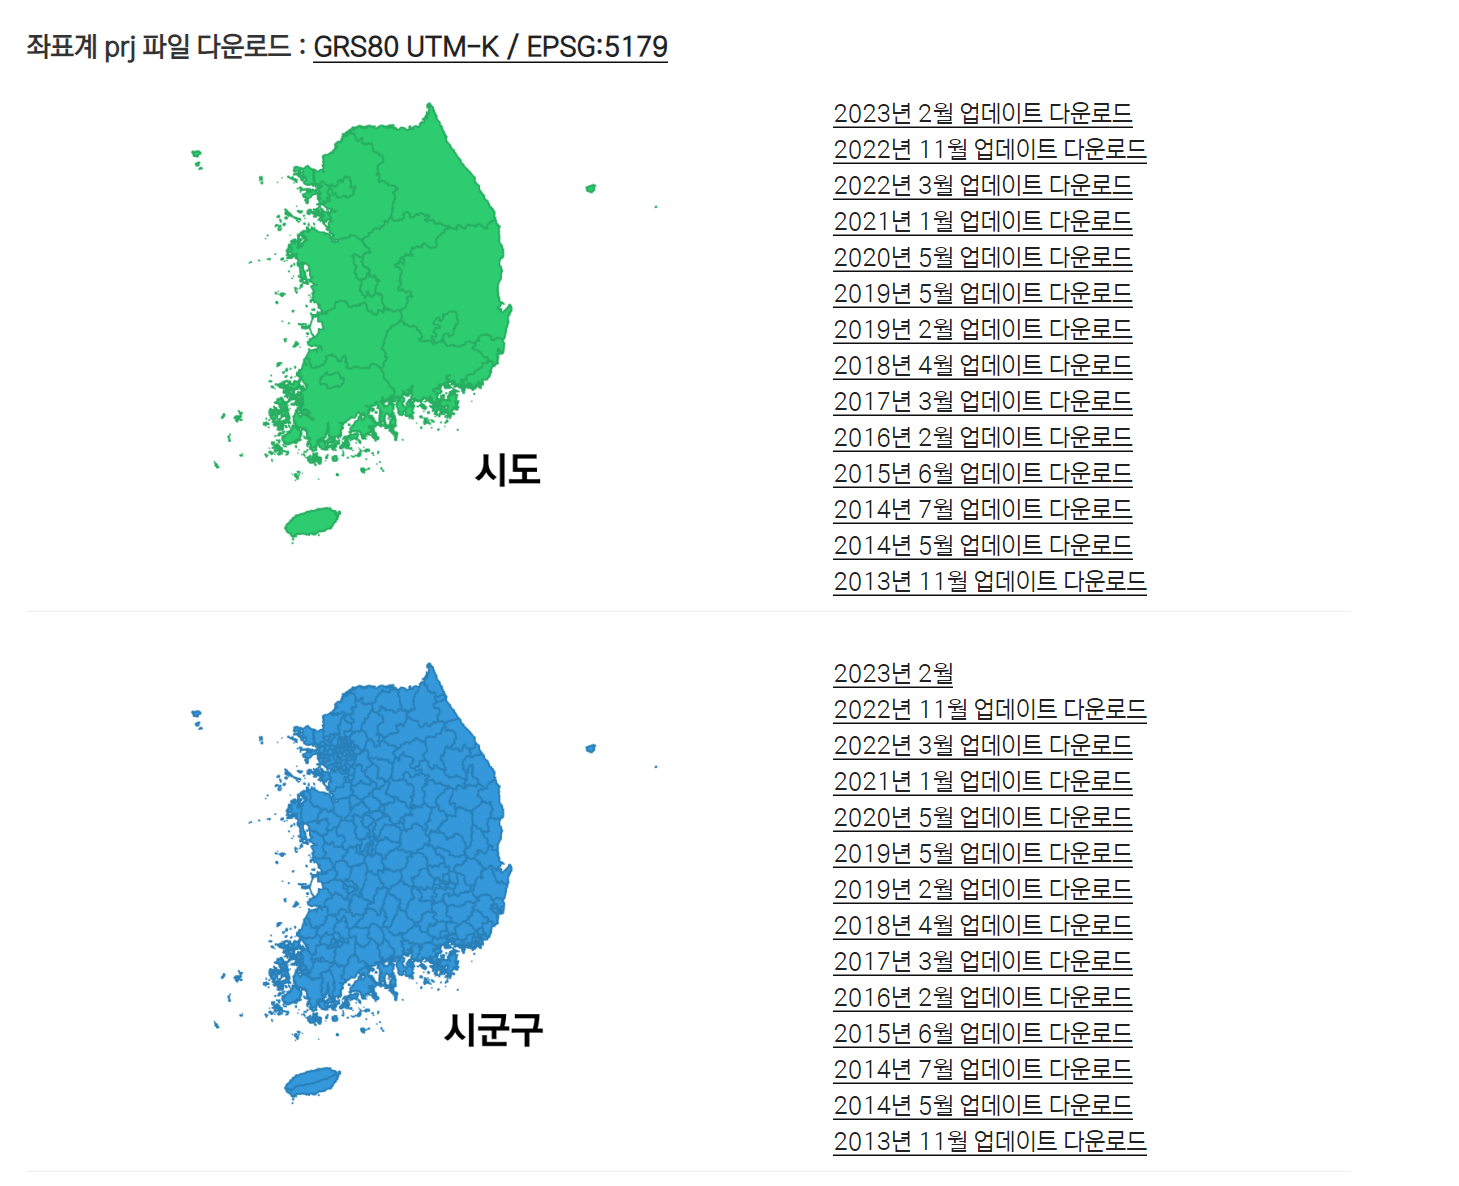 좌표계 prj 파일 다운로드 : GRS80 UTM-K / EPSG:5179
2023년 2월 업데이트 다운로드
2022년 11월 업데이트 다운로드
2022년 3월 업데이트 다운로드
2021년 1월 업데이트 다운로드
2020년 5월 업데이트 다운로드
2019년 5월 업데이트 다운로드
2019년 2월 업데이트 다운로드
2018년 4월 업데이트 다운로드
2017년 3월 업데이트 다운로드
2016년 2월 업데이트 다운로드
2015년 6월 업데이트 다운로드
2014년 7월 업데이트 다운로드
2014년 5월 업데이트 다운로드
2013년 11월 업데이트 다운로드
시도
2023년 2월
2022년 11월 업데이트 다운로드
2022년 3월 업데이트 다운로드
2021년 1월 업데이트 다운로드
2020년 5월 업데이트 다운로드
2019년 5월 업데이트 다운로드
2019년 2월 업데이트 다운로드
2018년 4월 업데이트 다운로드
2017년 3월 업데이트 다운로드
2016년 2월 업데이트 다운로드
2015년 6월 업데이트 다운로드
2014년 7월 업데이트 다운로드
2014년 5월 업데이트 다운로드
2013년 11월 업데이트 다운로드
시군구